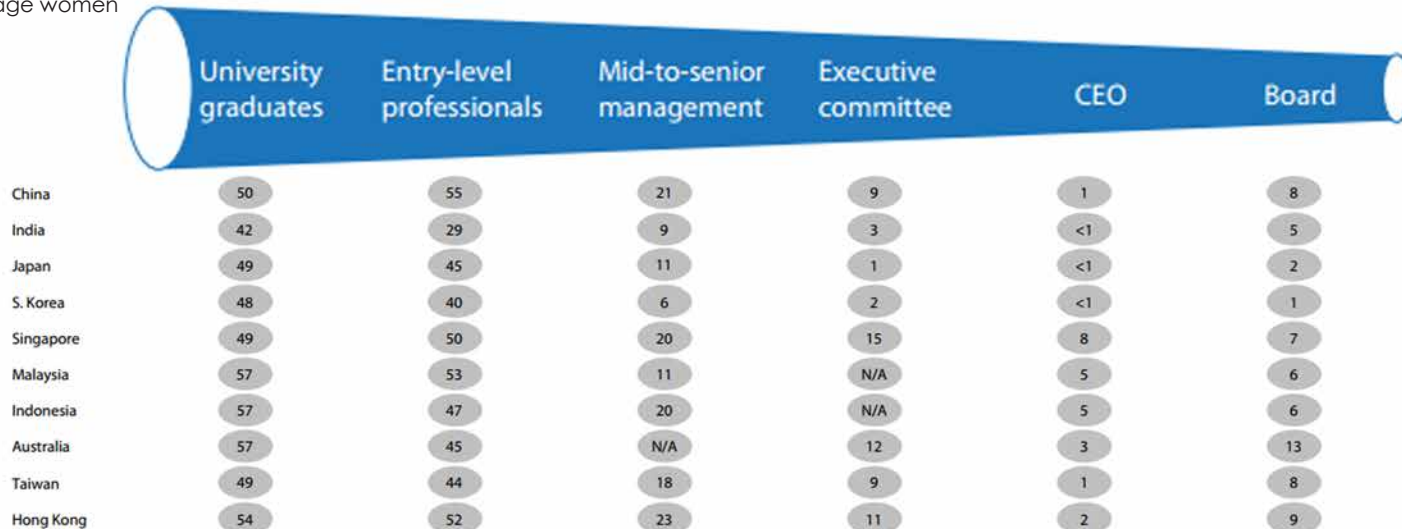 women
University graduates Entry-level professionals Mid-to-senior management Executive committee CEO Board
China 50 55 21 9 1 8
India 42 29 9 3 <1 5
Japan 49 45 11 1 <1 2
S. Korea 48 40 6 2 <1 1
Singapore 49 50 20 15 8 7
Malaysia 57 53 11 N/A 5 6
Indonesia 57 47 20 N/A 5 6
Australia 57 45 N/A 12 3 13
Taiwan 49 44 18 9 1 8
Hong Kong 54 52 23 11 2 9